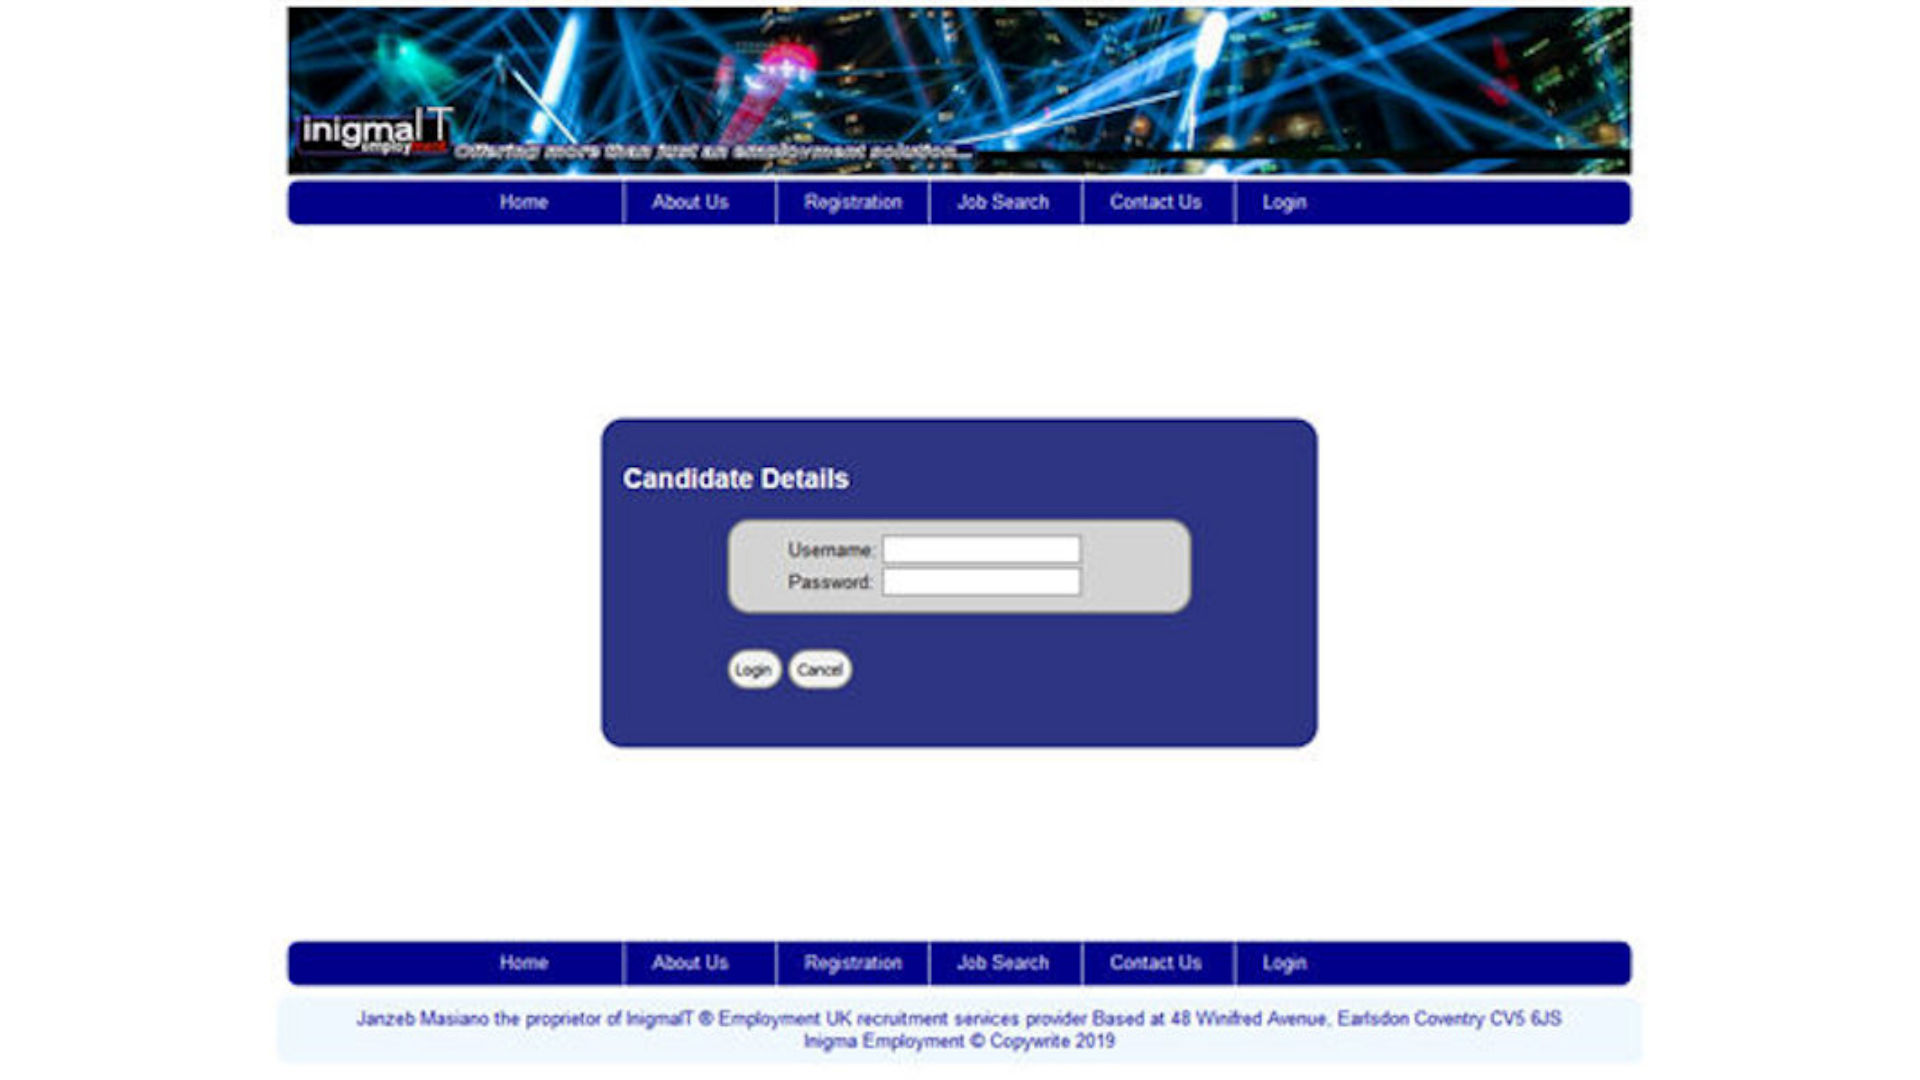 inigmaIT
employment
Offering more than just an employment solution...
Home About Us Registration Job Search Contact Us Login
Candidate Details
Username:
Password:
Login Cancel
Home About Us Registration Job Search Contact Us Login
Janzeb Masiano the proprietor of InigmaIT ® Employment UK recruitment services provider Based at 48 Winifred Avenue, Earlsdon Coventry CV5 6JS
Inigma Employment © Copywrite 2019